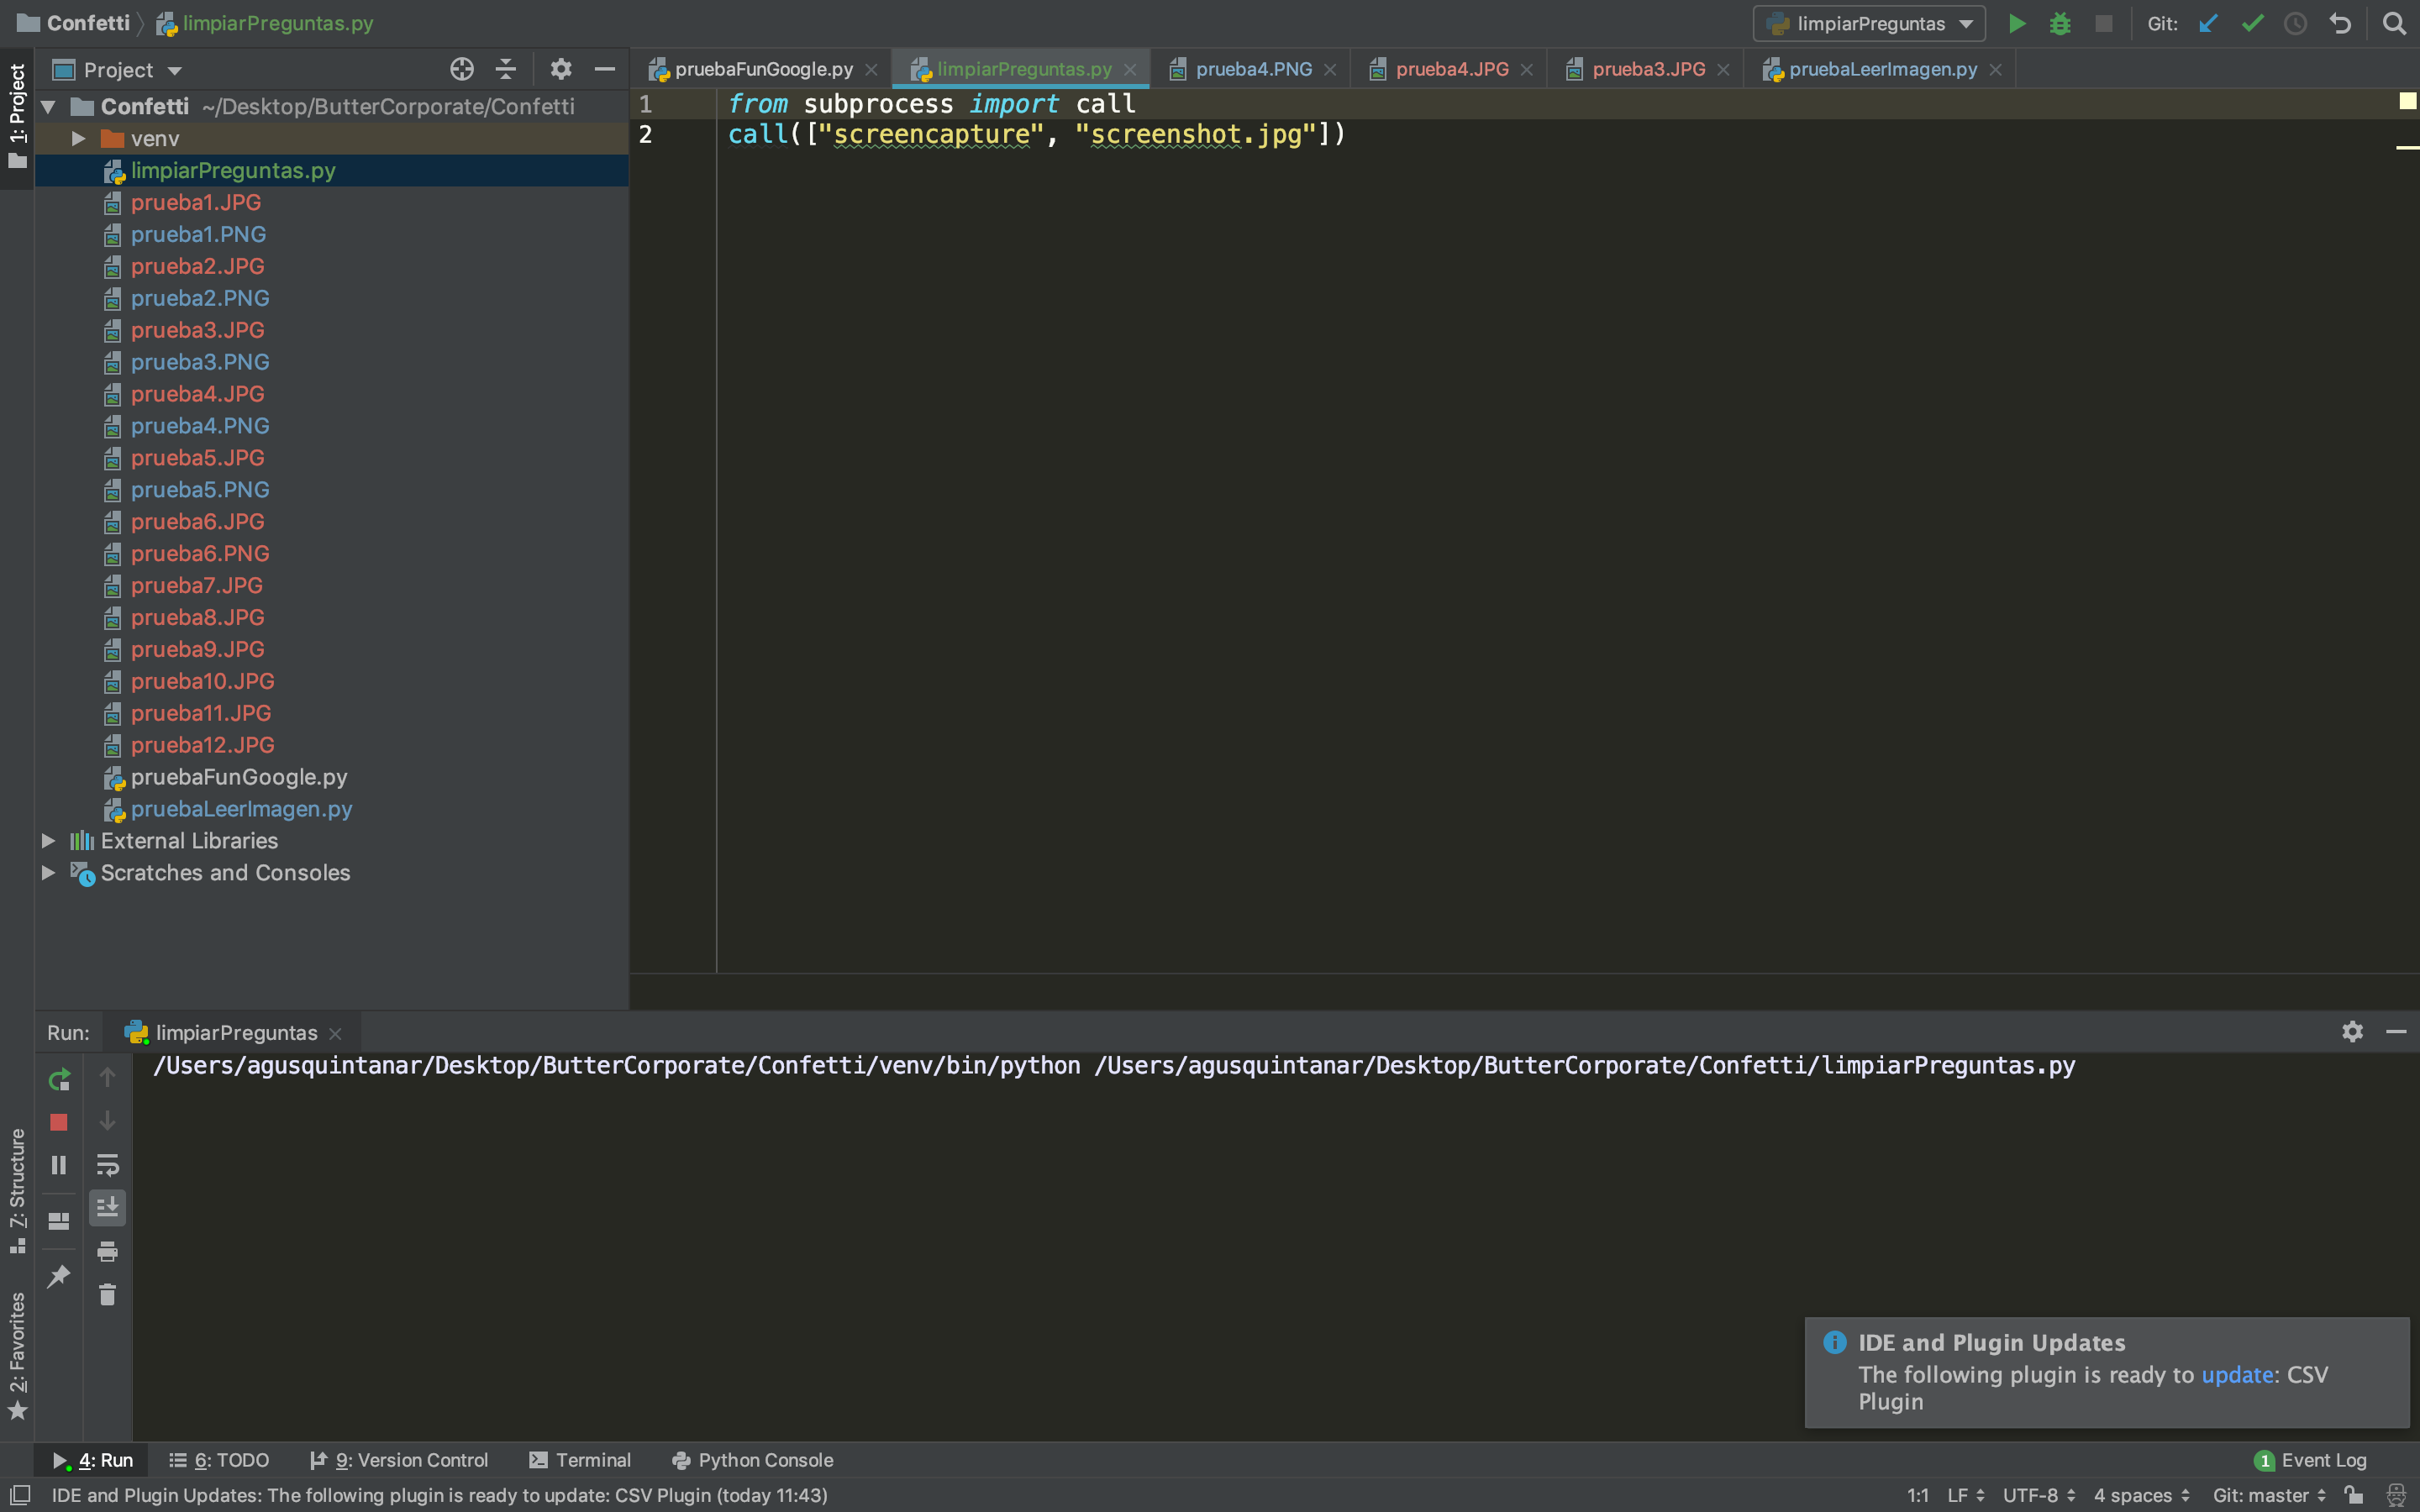 Confetti limpiarPreguntas.py
limpiarPreguntas
Git:
1: Project
Project
pruebaFunGoogle.py
limpiarPreguntas.py
prueba4.PNG
prueba4.JPG
prueba3.JPG
pruebaLeerImagen.py
Confetti ~/Desktop/ButterCorporate/Confetti
venv
limpiarPreguntas.py
prueba1.JPG
prueba1.PNG
prueba2.JPG
prueba2.PNG
prueba3.JPG
prueba3.PNG
prueba4.JPG
prueba4.PNG
prueba5.JPG
prueba5.PNG
prueba6.JPG
prueba6.PNG
prueba7.JPG
prueba8.JPG
prueba9.JPG
prueba10.JPG
prueba11.JPG
prueba12.JPG
pruebaFunGoogle.py
pruebaLeerImagen.py
External Libraries
Scratches and Consoles
1 from subprocess import call
2 call(["screencapture", "screenshot.jpg"])
Run: limpiarPreguntas
/Users/agusquintanar/Desktop/ButterCorporate/Confetti/venv/bin/python /Users/agusquintanar/Desktop/ButterCorporate/Confetti/limpiarPreguntas.py
7: Structure
2: Favorites
IDE and Plugin Updates
The following plugin is ready to update: CSV
Plugin
4: Run 6: TODO 9: Version Control Terminal Python Console 1 Event Log
IDE and Plugin Updates: The following plugin is ready to update: CSV Plugin (today 11:43) 1:1 LF UTF-8 4 spaces Git: master